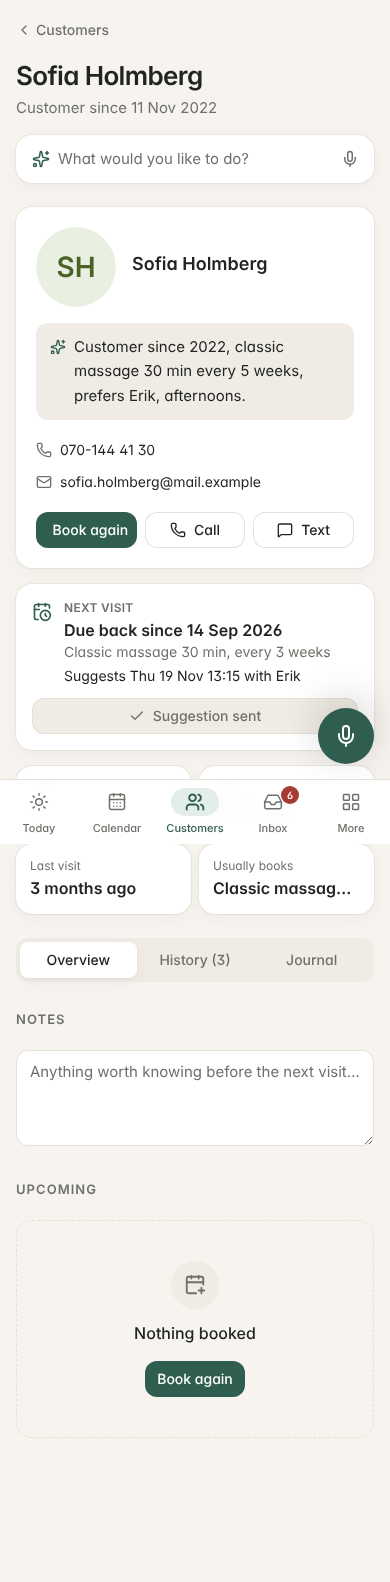 Customers
Sofia Holmberg
Customer since 11 Nov 2022
What would you like to do?
SH
Sofia Holmberg
Customer since 2022, classic
massage 30 min every 5 weeks,
prefers Erik, afternoons.
070-144 41 30
sofia.holmberg@mail.example
Book again
Call
Text
NEXT VISIT
Due back since 14 Sep 2026
Classic massage 30 min, every 3 weeks
Suggests Thu 19 Nov 13:15 with Erik
Suggestion sent
6
Today
Calendar
Customers
Inbox
More
Last visit
3 months ago
Usually books
Classic massag...
Overview
History (3)
Journal
NOTES
Anything worth knowing before the next visit...
UPCOMING
Nothing booked
Book again